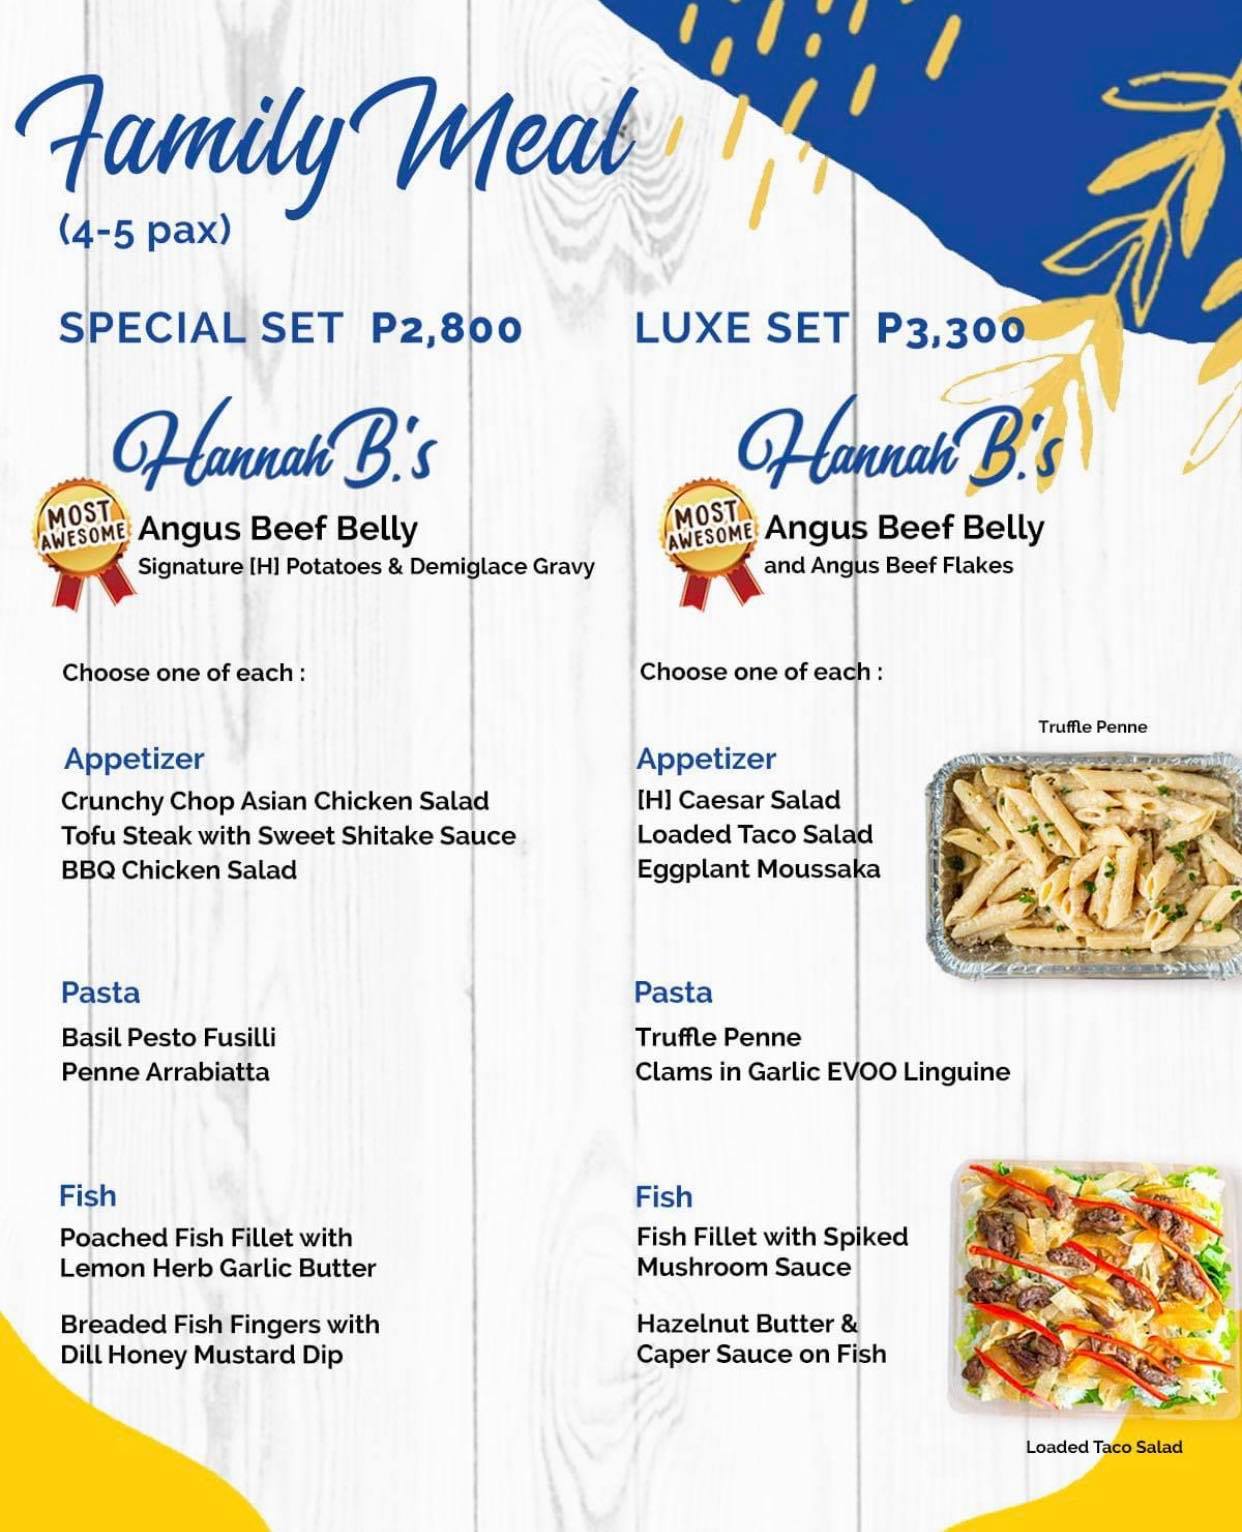 Family Meal
(4-5 pax)
SPECIAL SET P2,800
Hannah B.'s
MOST
AWESOME
Angus Beef Belly
Signature [H] Potatoes & Demiglace Gravy
Choose one of each :
Appetizer
Crunchy Chop Asian Chicken Salad
Tofu Steak with Sweet Shitake Sauce
BBQ Chicken Salad
Pasta
Basil Pesto Fusilli
Penne Arrabiatta
Fish
Poached Fish Fillet with
Lemon Herb Garlic Butter
Breaded Fish Fingers with
Dill Honey Mustard Dip
LUXE SET P3,300
Hannah B.'s
MOST
AWESOME
Angus Beef Belly
and Angus Beef Flakes
Choose one of each :
Appetizer
[H] Caesar Salad
Loaded Taco Salad
Eggplant Moussaka
Truffle Penne
Pasta
Truffle Penne
Clams in Garlic EVOO Linguine
Fish
Fish Fillet with Spiked
Mushroom Sauce
Hazelnut Butter &
Caper Sauce on Fish
Loaded Taco Salad